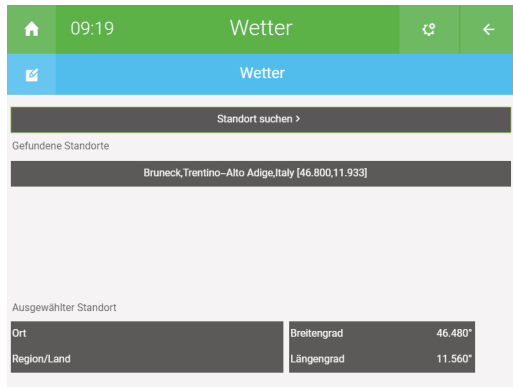 09:19 Wetter
Wetter
Standort suchen >
Gefundene Standorte
Bruneck,Trentino-Alto Adige,Italy [46.800,11.933]
Ausgewählter Standort
Ort
Breitengrad 46.480°
Region/Land
Längengrad 11.560°